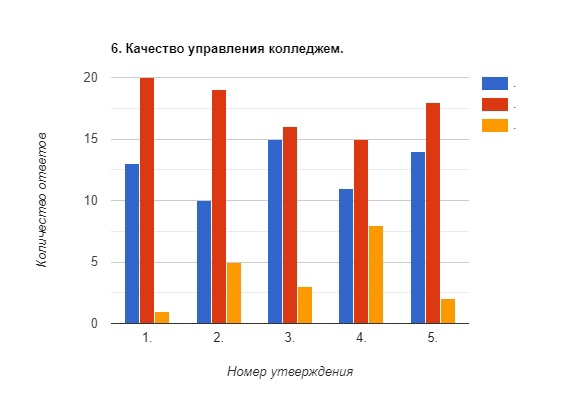 6. Качество управления колледжем.
Количество ответов
20
15
10
5
0
1. 2. 3. 4. 5.
Номер утверждения
.
.
.